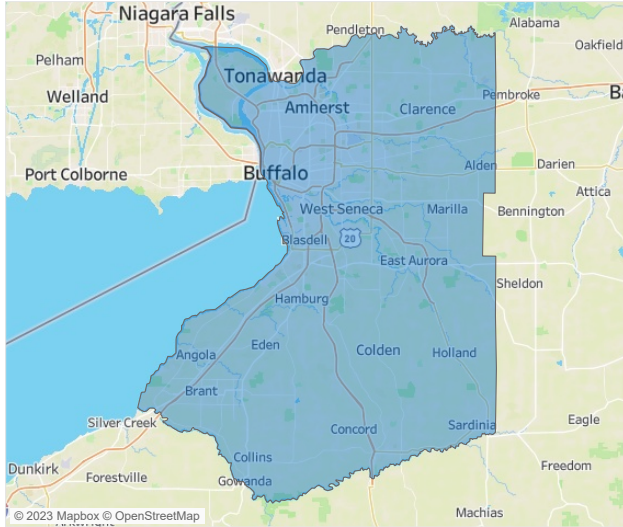 Niagara Falls
Pendleton
Alabama
Oakfield
Pelham
Tonawanda
Welland
Amherst
Clarence
Pembroke
Ba
Port Colborne
Buffalo
Alden
Darien
Attica
West Seneca
Marilla
Bennington
Blasdell
20
East Aurora
Sheldon
Hamburg
Eden
Angola
Colden
Holland
Brant
Silver Creek
Concord
Sardinia
Eagle
Dunkirk
Collins
Forestville
Gowanda
Freedom
Machias
© 2023 Mapbox © OpenStreetMap